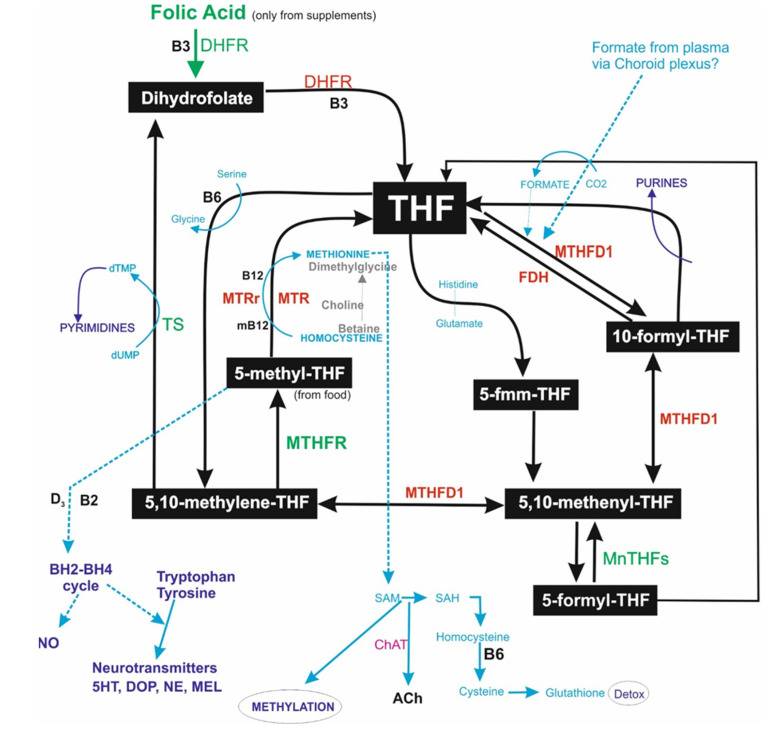 Folic Acid (only from supplements)
B3 DHFR
Formate from plasma
via Choroid plexus?
Dihydrofolate
DHFR
B3
Serine
B6
Glycine
THF
FORMATE
CO2
PURINES
MTHFD1
FDH
dTMP
PYRIMIDINES
TS
dUMP
B12
METHIONINE
Dimethylglycine
MTRr
MTR
Choline
mB12
Betaine
HOMOCYSTEINE
Histidine
Glutamate
10-formyl-THF
5-methyl-THF
(from food)
5-fmm-THF
MTHFD1
MTHFR
D3 B2
5,10-methylene-THF
MTHFD1
5,10-methenyl-THF
MnTHFs
5-formyl-THF
BH2-BH4
cycle
Tryptophan
Tyrosine
NO
Neurotransmitters
5HT, DOP, NE, MEL
SAM
SAH
ChAT
Homocysteine
B6
METHYLATION
ACh
Cysteine
Glutathione
Detox